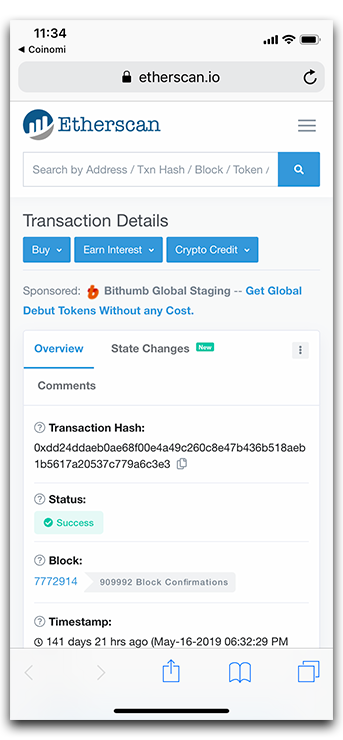 11:34
◀ Coinomi
etherscan.io
Etherscan
Search by Address / Txn Hash / Block / Token /
Transaction Details
Buy Earn Interest Crypto Credit
Sponsored: Bithumb Global Staging -- Get Global
Debut Tokens Without any Cost.
Overview State Changes New
Comments
Transaction Hash:
0xdd24ddaeb0ae68f00e4a49c260c8e47b436b518aeb
1b5617a20537c779a6c3e3
Status:
Success
Block:
7772914 909992 Block Confirmations
Timestamp:
141 days 21 hrs ago (May-16-2019 06:32:29 PM